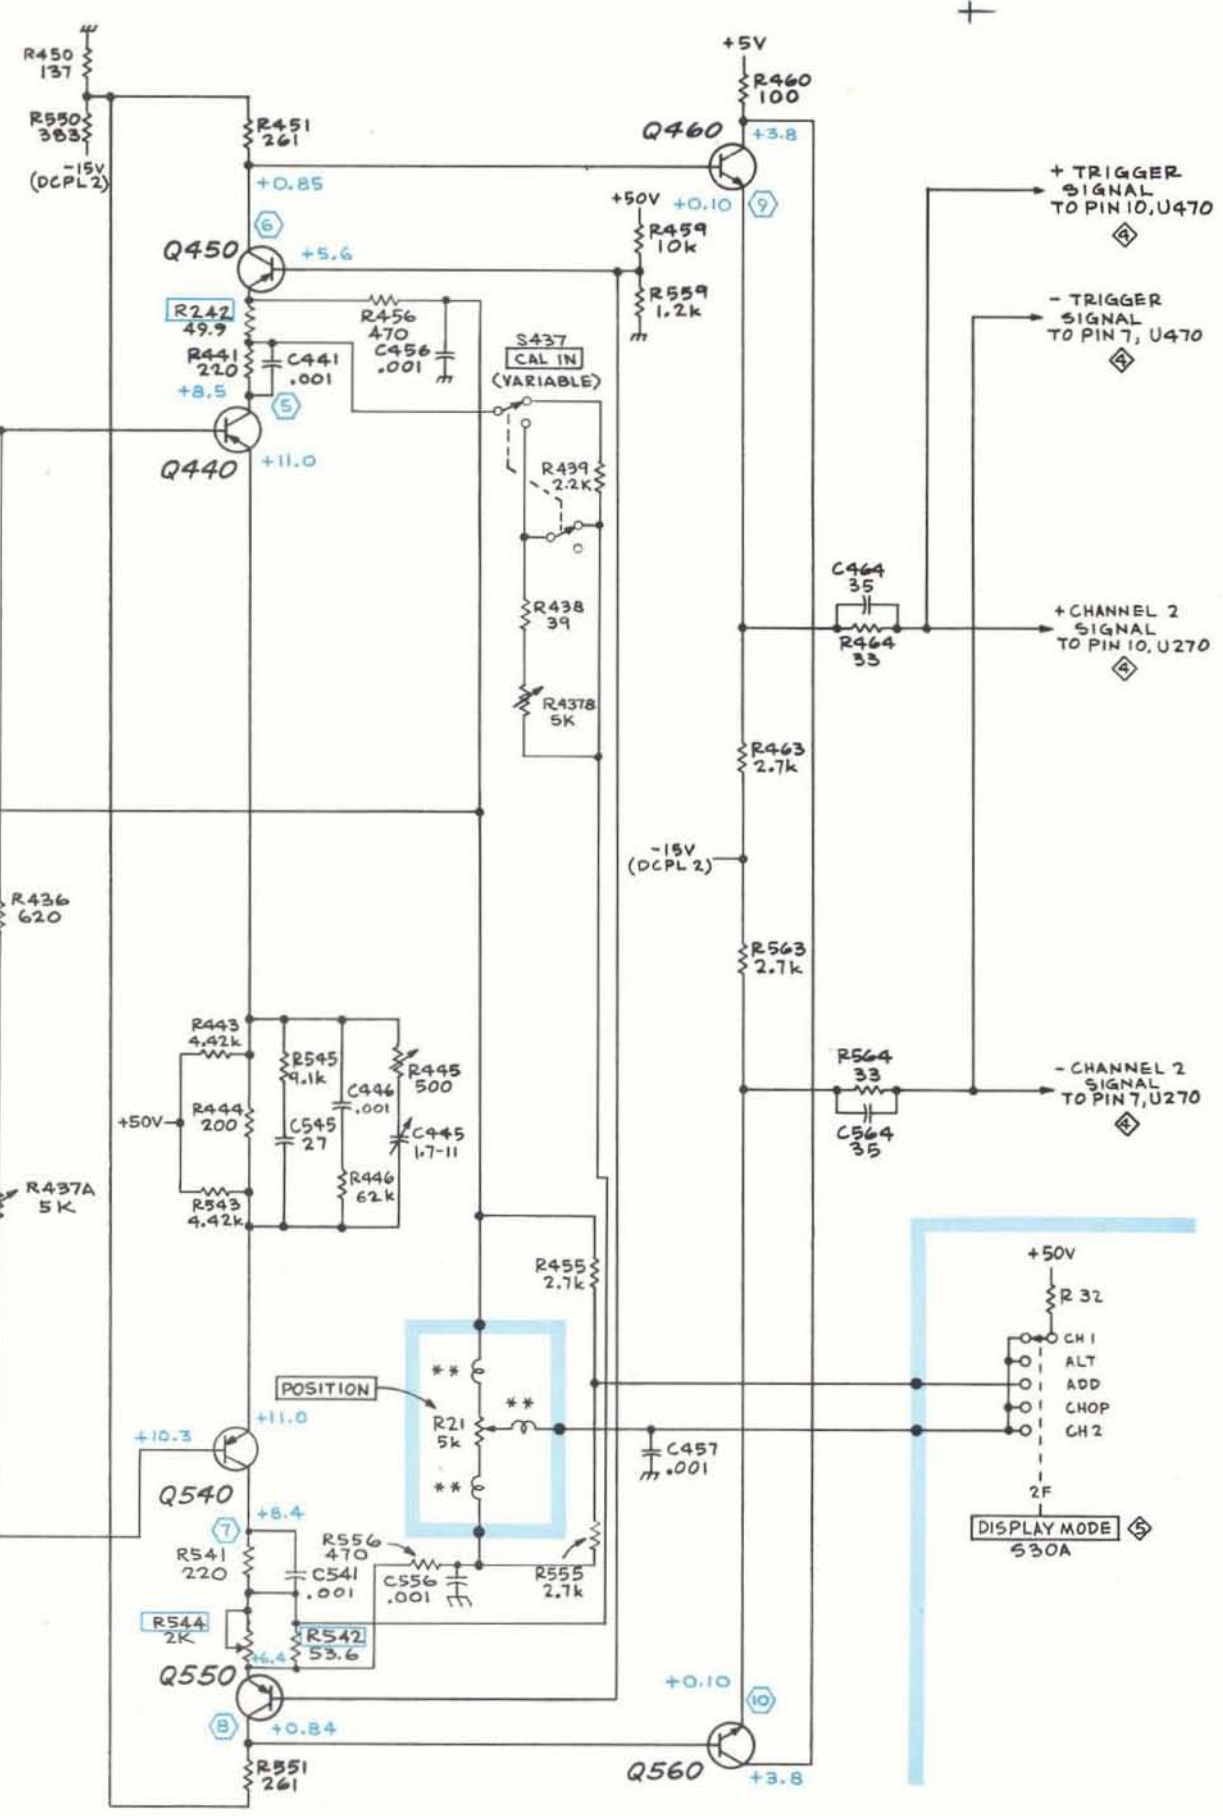 R450
137
R550
383
-15V
(DCPL 2)
R451
261
+0.85
6
Q450
+5.6
R242
49.9
R441
220
C441
.001
+8.5
5
Q440
+11.0
R456
470
C456
.001
S437
CAL IN
(VARIABLE)
R439
2.2K
R438
39
R437B
5K
+50V
R459
10K
R559
1.2K
+5V
R460
100
Q460
+3.8
+0.10
9
+ TRIGGER
SIGNAL
TO PIN 10, U470
4
- TRIGGER
SIGNAL
TO PIN 7, U470
4
C464
35
R464
33
+ CHANNEL 2
SIGNAL
TO PIN 10, U270
4
R463
2.7k
-15V
(DCPL 2)
R563
2.7k
R564
33
C564
35
- CHANNEL 2
SIGNAL
TO PIN 7, U270
4
R436
620
R437A
5K
R443
4.42k
+50V
R444
200
R543
4.42k
R545
9.1k
C545
27
C446
.001
R446
62k
R445
500
C445
1.7-11
R455
2.7k
POSITION
**
**
R21
5k
**
C457
.001
+50V
R 32
CH 1
ALT
ADD
CHOP
CH 2
2F
DISPLAY MODE
5
S30A
+11.0
+10.3
Q540
+8.4
7
R541
220
C541
.001
R556
470
C556
.001
R555
2.7k
R544
2K
R542
53.6
+6.4
Q550
8
+0.84
R551
261
+0.10
10
Q560
+3.8